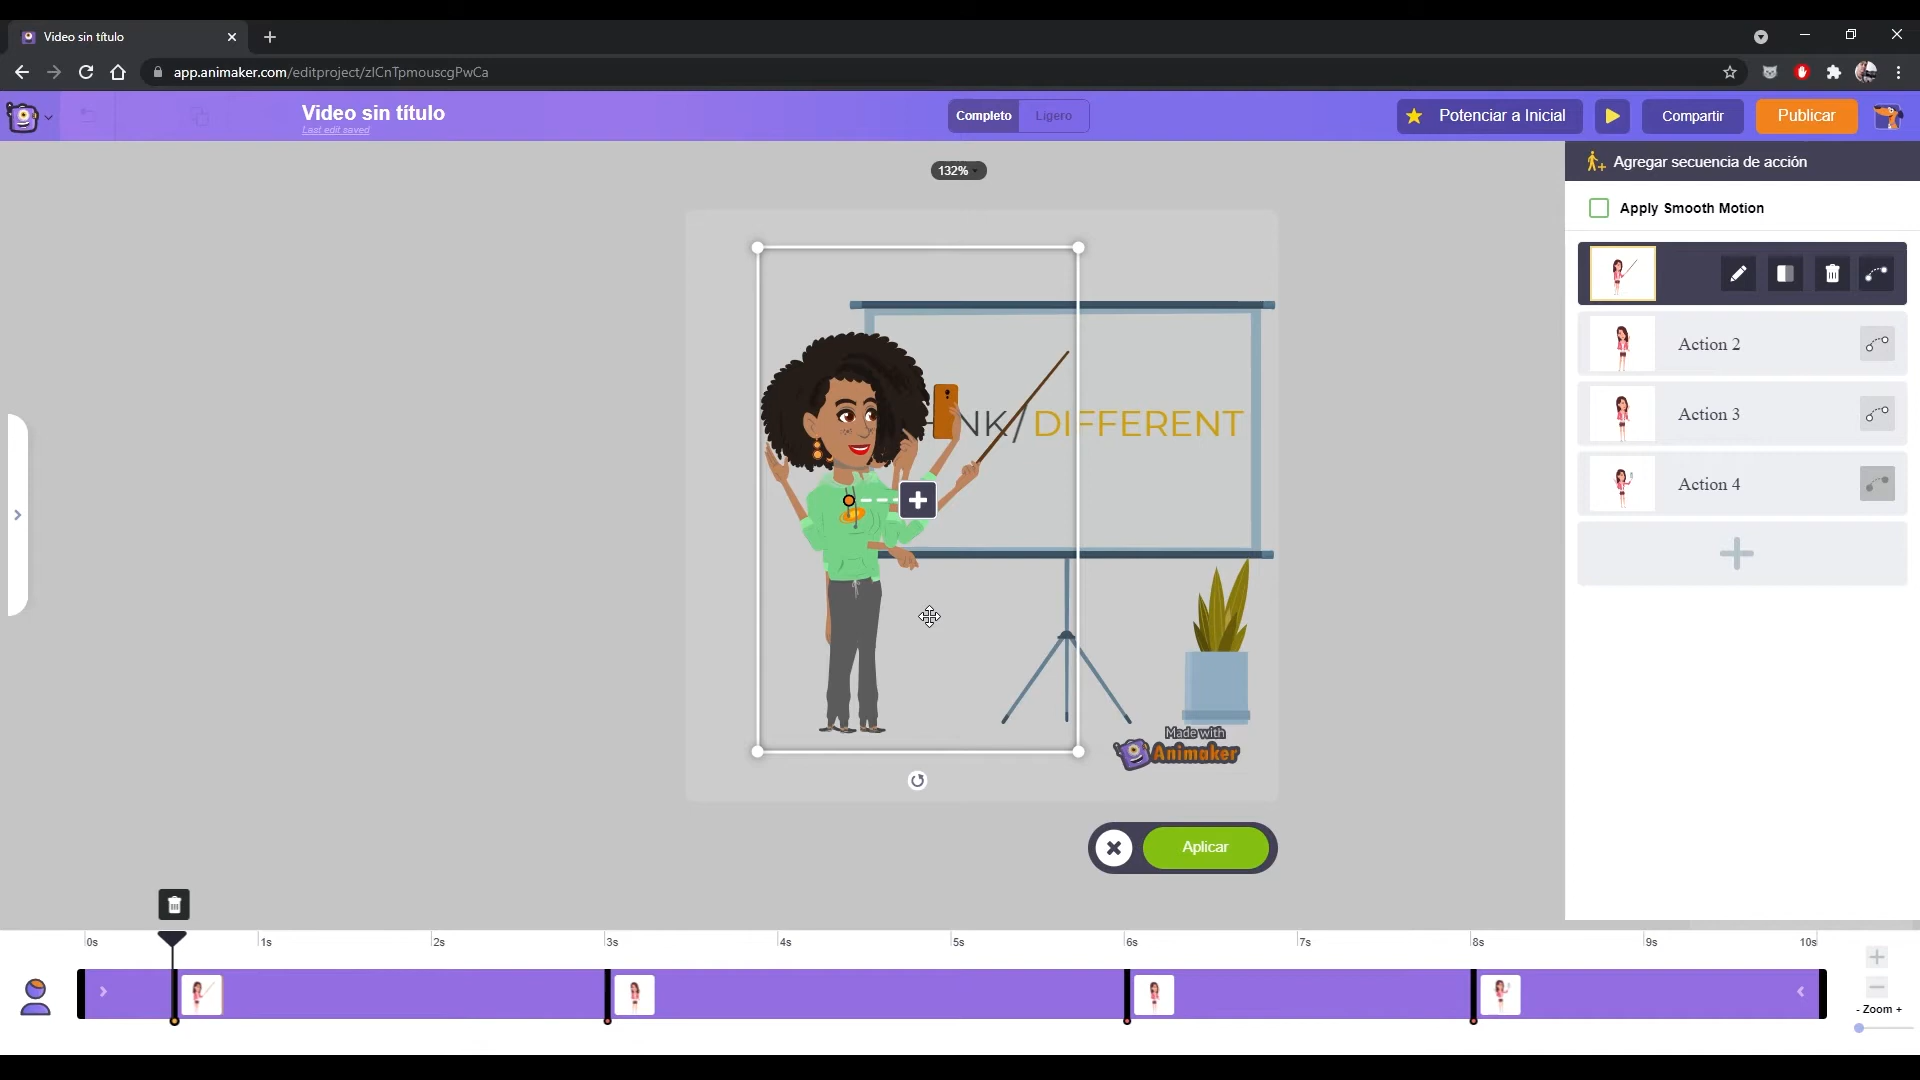 Video sin título
app.animaker.com/editproject/zlCnTpmouscgPwCa
Video sin título
Last edit saved
Completo
Ligero
Potenciar a Inicial
Compartir
Publicar
132%
Agregar secuencia de acción
Apply Smooth Motion
Action 2
Action 3
Action 4
NK/DIFFERENT
Made with
Animaker
Aplicar
0s 1s 2s 3s 4s 5s 6s 7s 8s 9s 10s
- Zoom +